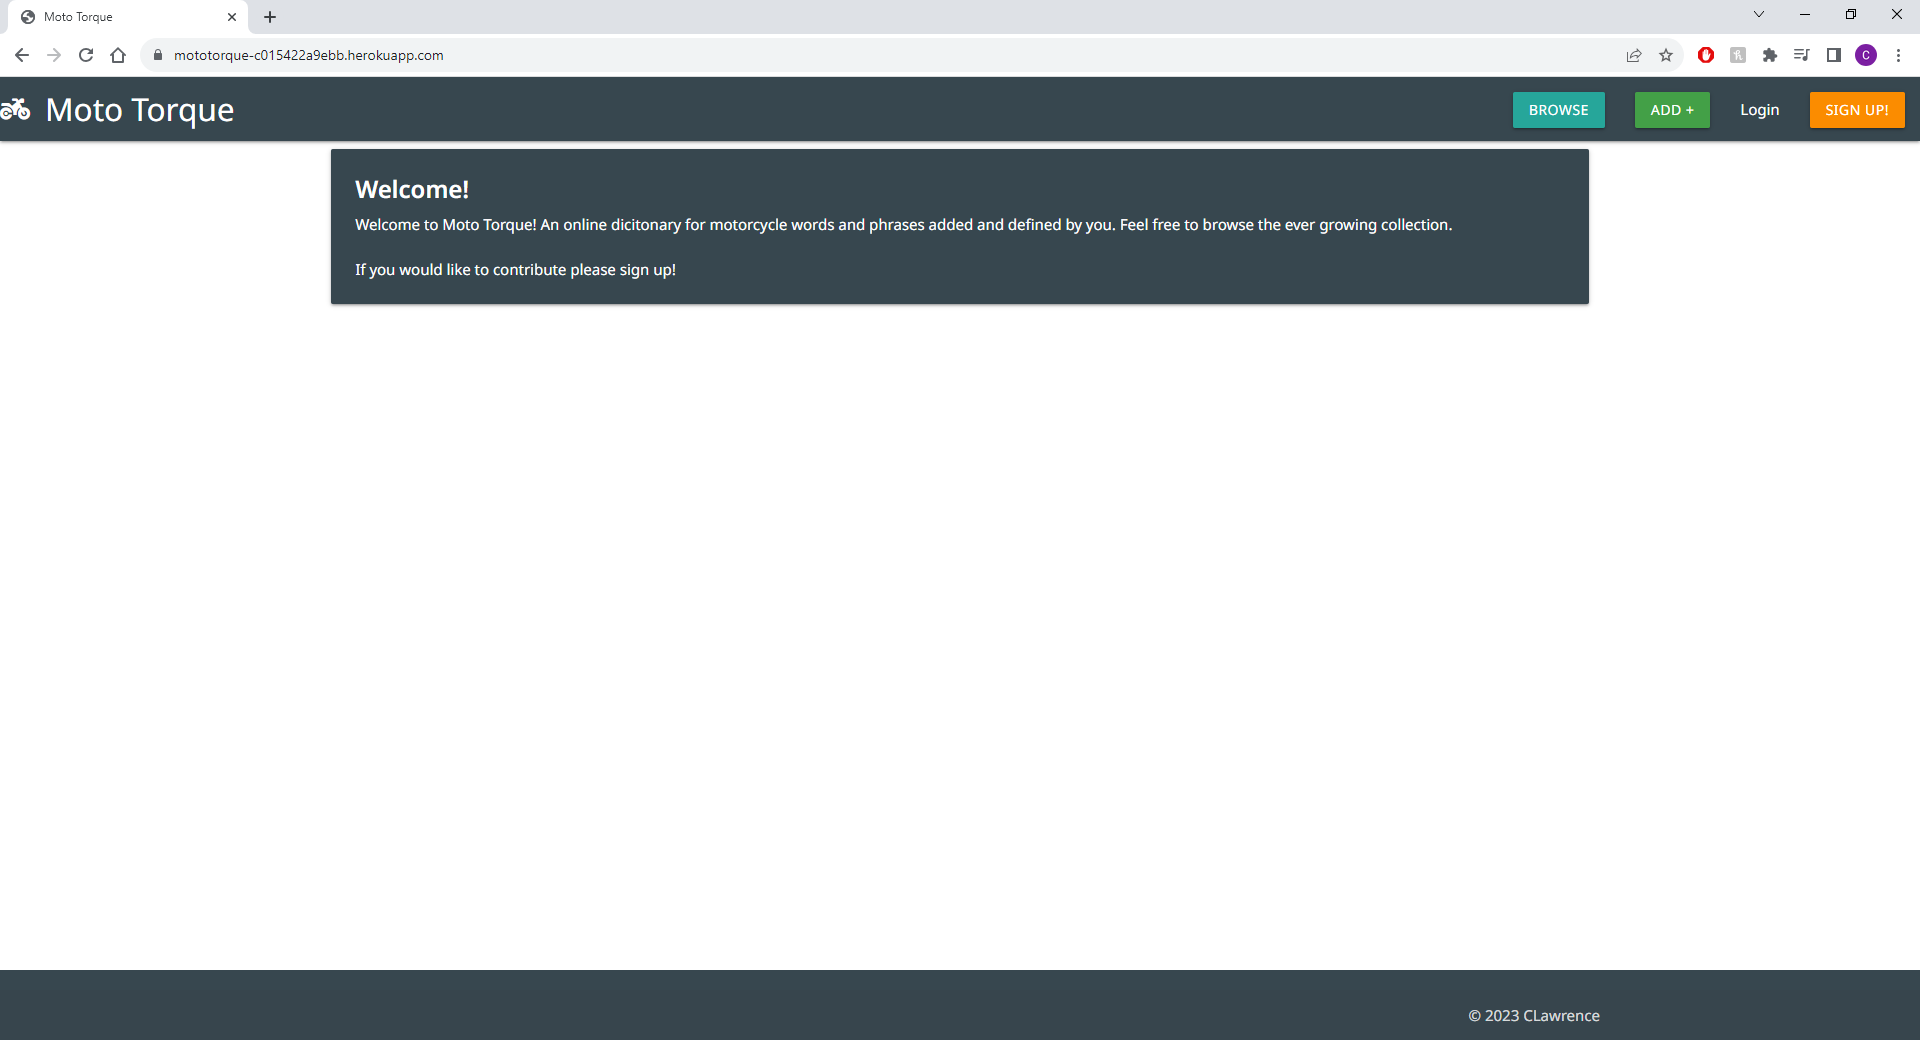 Moto Torque
mototorque-c015422a9ebb.herokuapp.com
C
Moto Torque
BROWSE
ADD +
Login
SIGN UP!
Welcome!
Welcome to Moto Torque! An online dicitonary for motorcycle words and phrases added and defined by you. Feel free to browse the ever growing collection.
If you would like to contribute please sign up!
© 2023 CLawrence